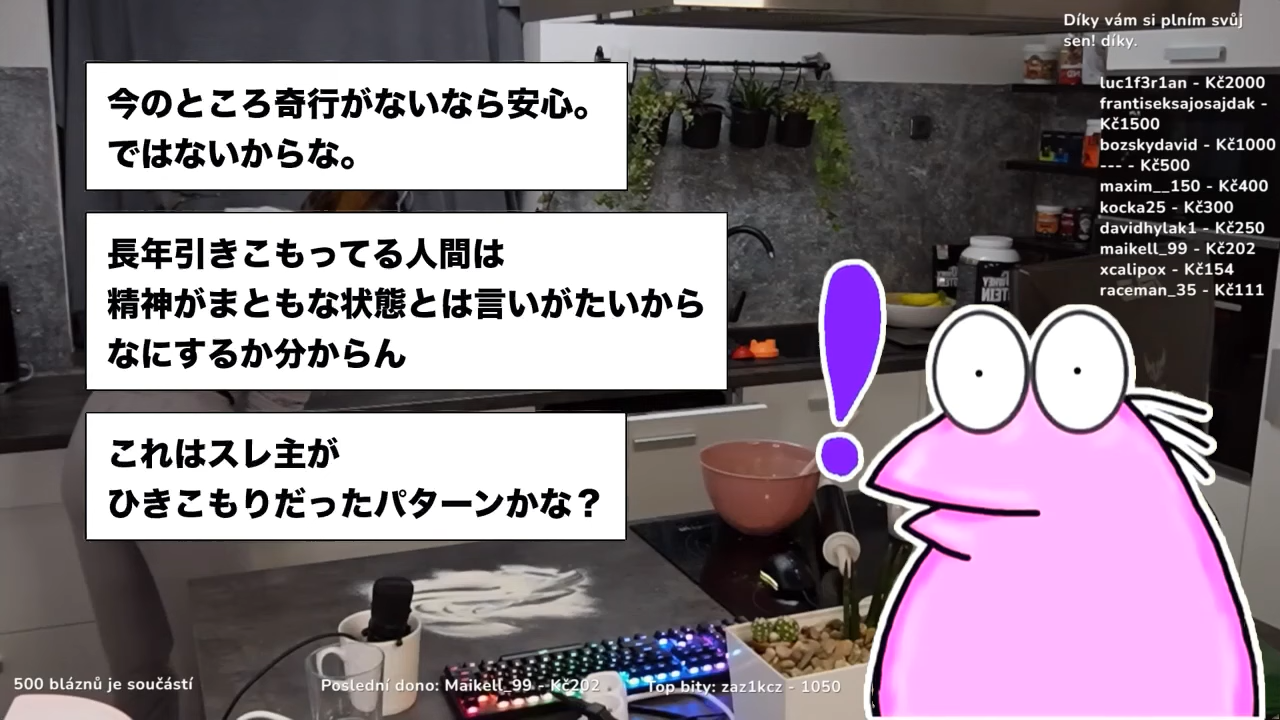 今のところ奇行がないなら安心。
ではないからな。
長年引きこもってる人間は
精神がまともな状態とは言いがたいから
なにするか分からん
これはスレ主が
ひきこもりだったパターンかな？
Díky vám si plním svůj
sen! díky.
luc1f3r1an - Kč2000
frantiseksajosajdak -
Kč1500
bozskydavid - Kč1000
--- - Kč500
maxim__150 - Kč400
kocka25 - Kč300
davidhylak1 - Kč250
maikell_99 - Kč202
xcalipox - Kč154
raceman_35 - Kč111
500 bláznů je součástí
Poslední dono: Maikell_99 - Kč202
Top bity: zaz1kcz - 1050